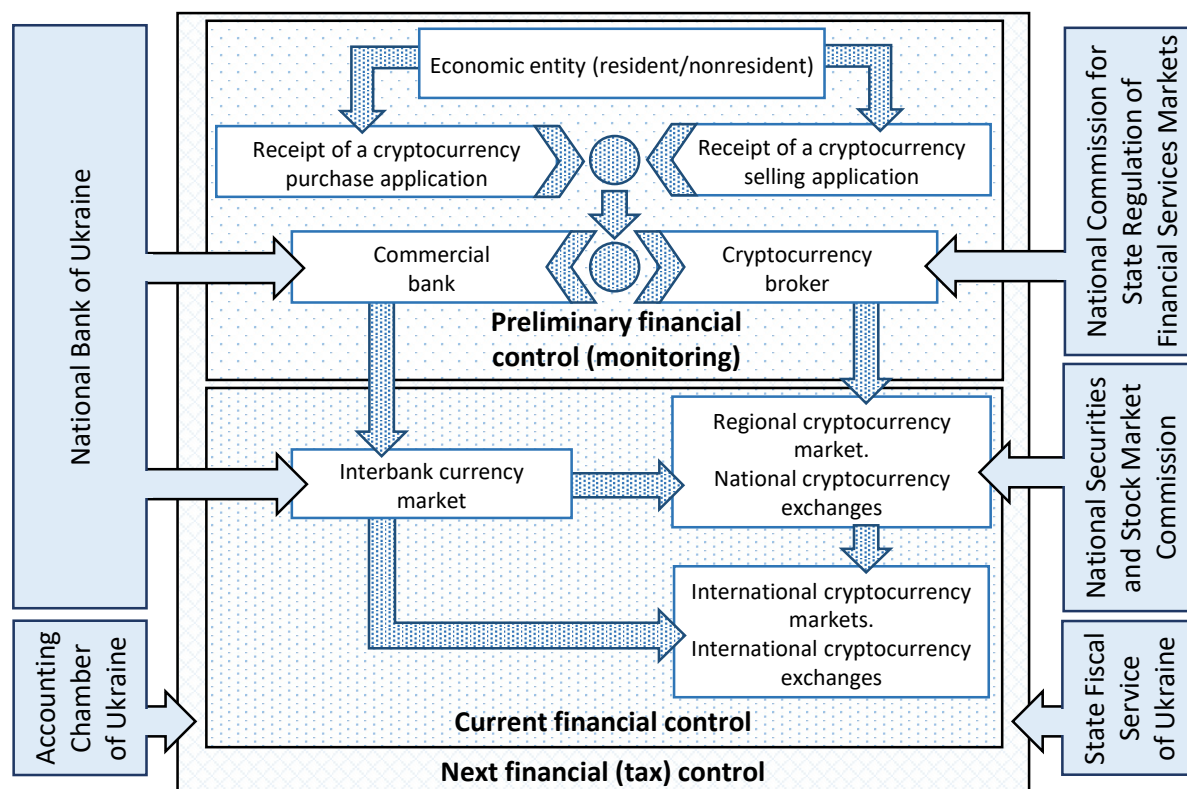 National Bank of Ukraine
Accounting
Chamber
of Ukraine
Economic entity (resident/nonresident)
Receipt of a cryptocurrency
purchase application
Receipt of a cryptocurrency
selling application
Commercial
bank
Cryptocurrency
broker
Preliminary financial
control (monitoring)
Interbank currency
market
Regional cryptocurrency
market.
National cryptocurrency
exchanges
International cryptocurrency
markets.
International cryptocurrency
exchanges
Current financial control
Next financial (tax) control
National Commission for
State Regulation of
Financial Services Markets
National Securities
and Stock Market
Commission
State Fiscal
Service
of Ukraine